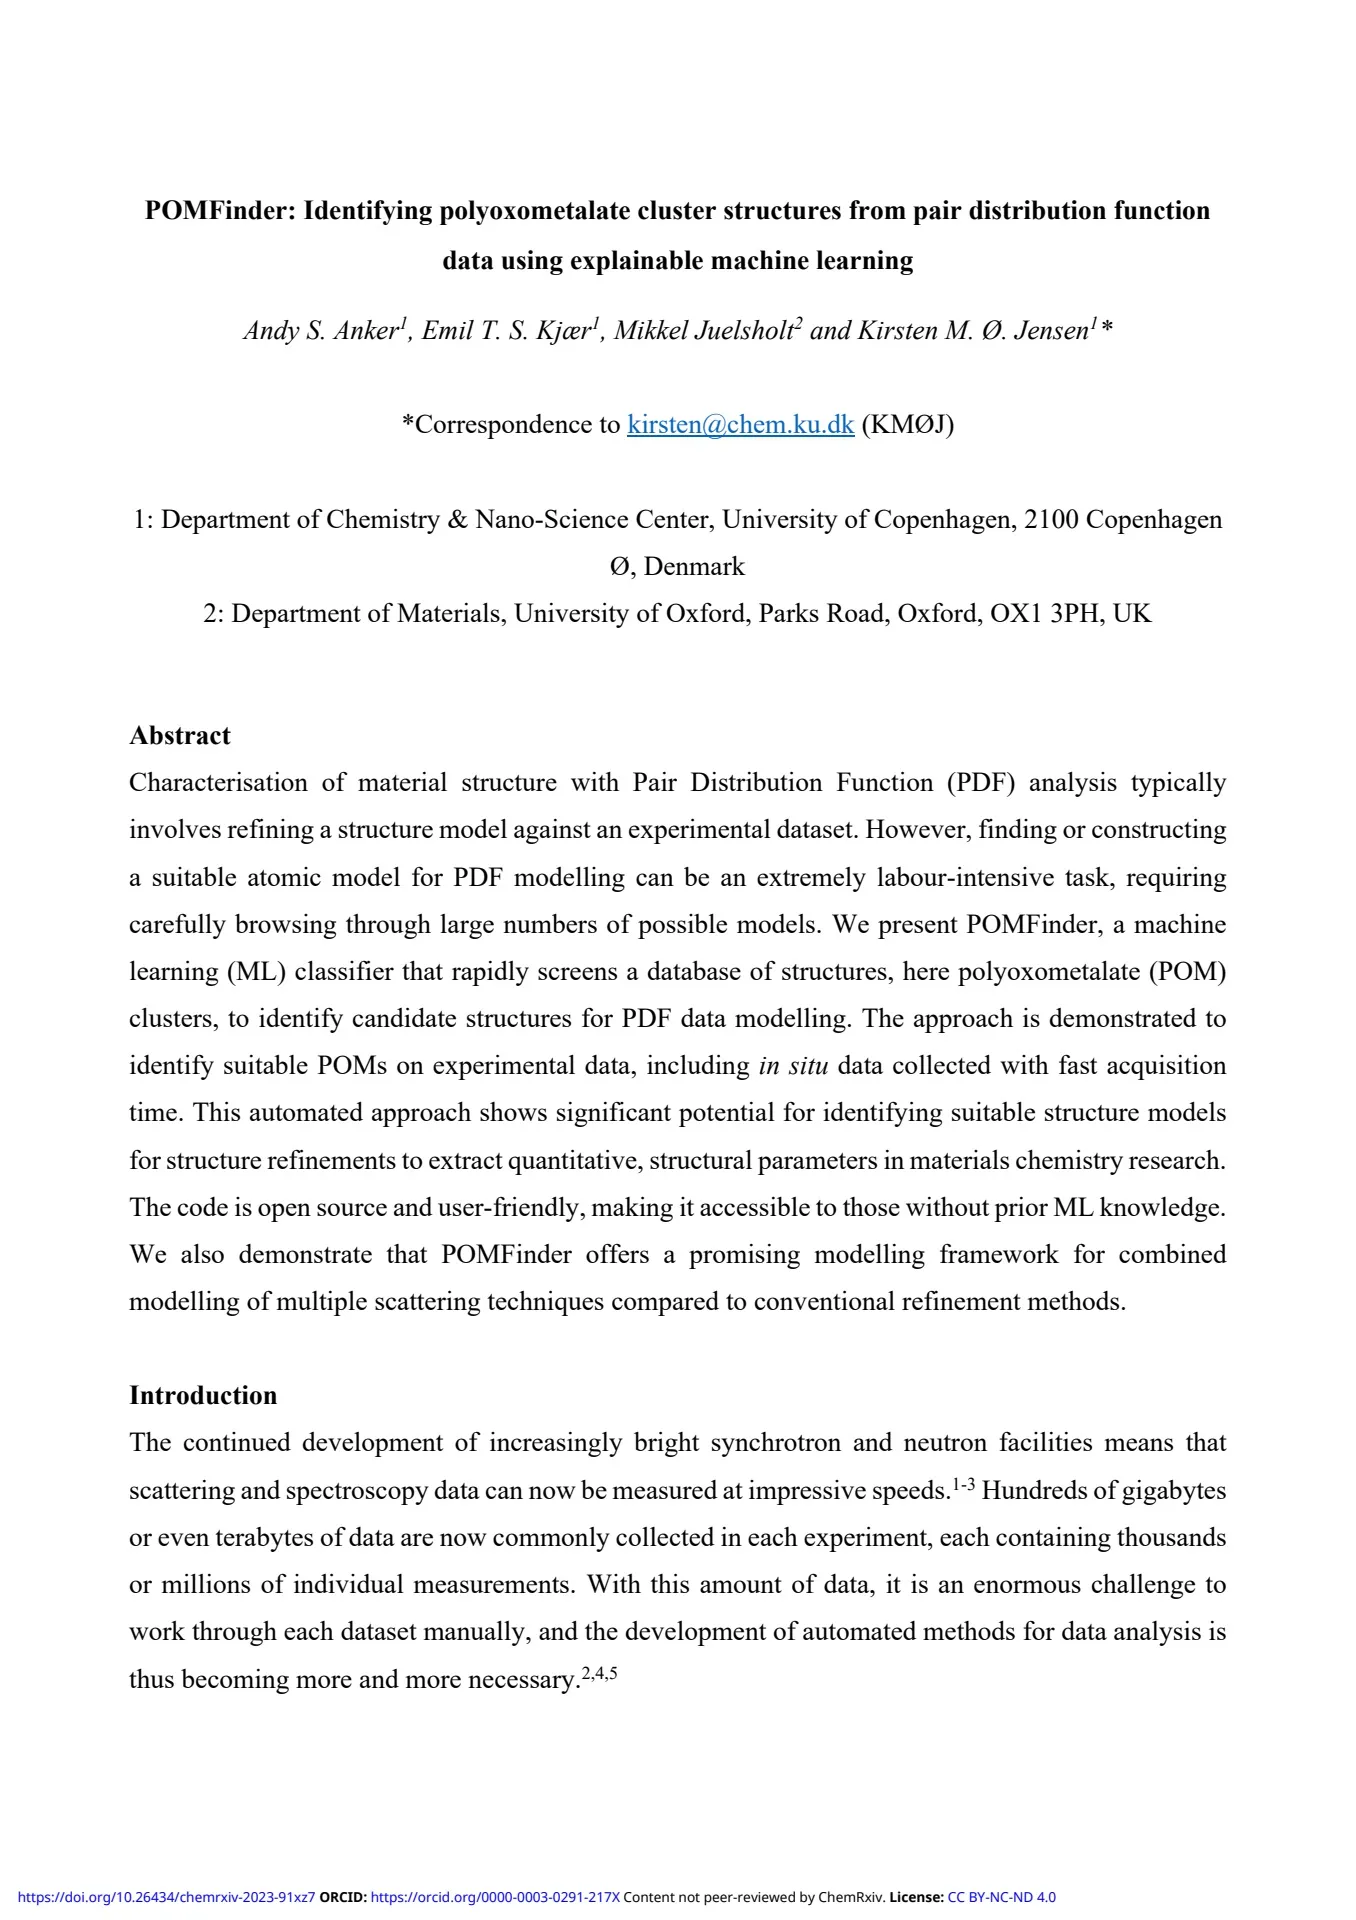 POMFinder: Identifying polyoxometalate cluster structures from pair distribution function
data using explainable machine learning
Andy S. Anker1, Emil T. S. Kjær1, Mikkel Juelsholt2 and Kirsten M. Ø. Jensen1*
*Correspondence to kirsten@chem.ku.dk (KMØJ)
1: Department of Chemistry & Nano-Science Center, University of Copenhagen, 2100 Copenhagen
Ø, Denmark
2: Department of Materials, University of Oxford, Parks Road, Oxford, OX1 3PH, UK
Abstract
Characterisation of material structure with Pair Distribution Function (PDF) analysis typically
involves refining a structure model against an experimental dataset. However, finding or constructing
a suitable atomic model for PDF modelling can be an extremely labour-intensive task, requiring
carefully browsing through large numbers of possible models. We present POMFinder, a machine
learning (ML) classifier that rapidly screens a database of structures, here polyoxometalate (POM)
clusters, to identify candidate structures for PDF data modelling. The approach is demonstrated to
identify suitable POMs on experimental data, including in situ data collected with fast acquisition
time. This automated approach shows significant potential for identifying suitable structure models
for structure refinements to extract quantitative, structural parameters in materials chemistry research.
The code is open source and user-friendly, making it accessible to those without prior ML knowledge.
We also demonstrate that POMFinder offers a promising modelling framework for combined
modelling of multiple scattering techniques compared to conventional refinement methods.
Introduction
The continued development of increasingly bright synchrotron and neutron facilities means that
scattering and spectroscopy data can now be measured at impressive speeds.1-3 Hundreds of gigabytes
or even terabytes of data are now commonly collected in each experiment, each containing thousands
or millions of individual measurements. With this amount of data, it is an enormous challenge to
work through each dataset manually, and the development of automated methods for data analysis is
thus becoming more and more necessary.2,4,5
https://doi.org/10.26434/chemrxiv-2023-91xz7 ORCID: https://orcid.org/0000-0003-0291-217X Content not peer-reviewed by ChemRxiv. License: CC BY-NC-ND 4.0